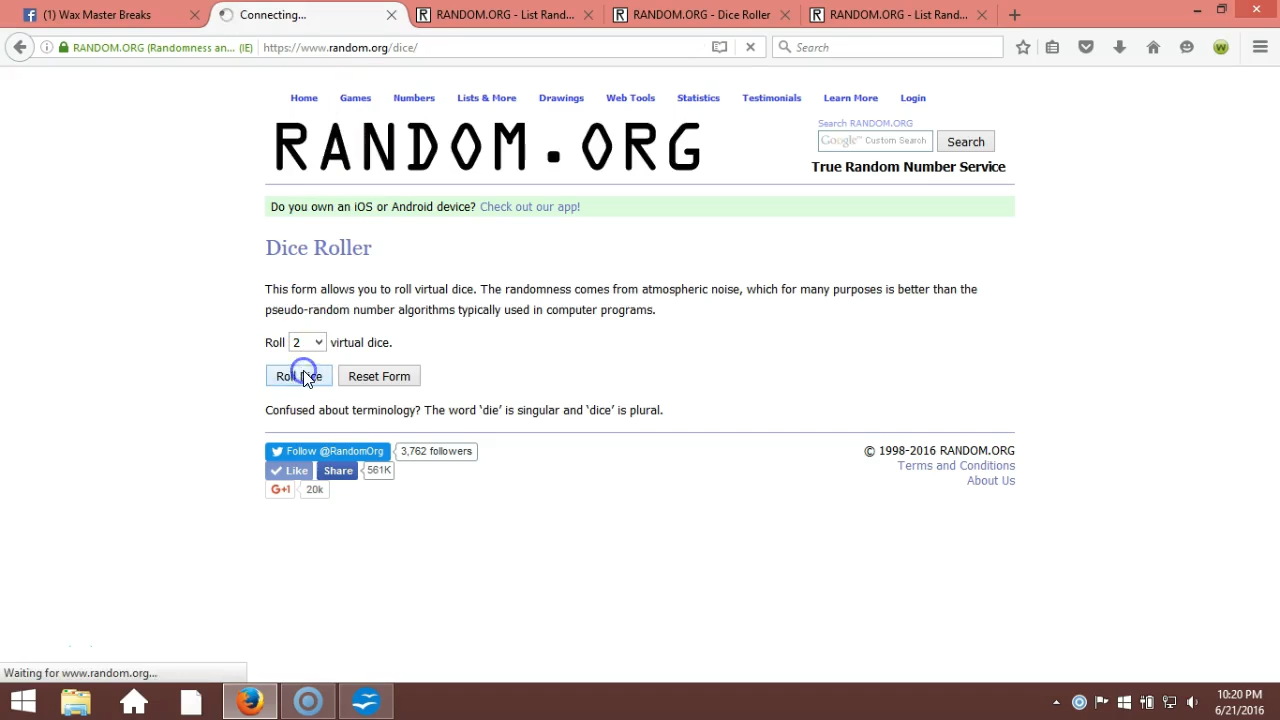 (1) Wax Master Breaks
Connecting...
RANDOM.ORG - List Rand...
RANDOM.ORG - Dice Roller
RANDOM.ORG - List Rand...
RANDOM.ORG (Randomness an... (IE)
https://www.random.org/dice/
Search
Home Games Numbers Lists & More Drawings Web Tools Statistics Testimonials Learn More Login
RANDOM.ORG
Search RANDOM.ORG
Google™ Custom Search
Search
True Random Number Service
Do you own an iOS or Android device? Check out our app!
Dice Roller
This form allows you to roll virtual dice. The randomness comes from atmospheric noise, which for many purposes is better than the
pseudo-random number algorithms typically used in computer programs.
Roll 2 virtual dice.
Roll Dice Reset Form
Confused about terminology? The word ‘die’ is singular and ‘dice’ is plural.
Follow @RandomOrg 3,762 followers
Like Share 561K
G+1 20k
© 1998-2016 RANDOM.ORG
Terms and Conditions
About Us
Waiting for www.random.org...
10:20 PM
6/21/2016